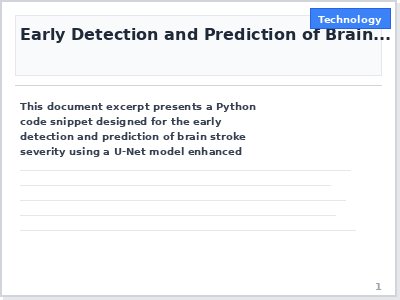 Technology
Early Detection and Prediction of Brain...
This document excerpt presents a Python
code snippet designed for the early
detection and prediction of brain stroke
severity using a U-Net model enhanced
1